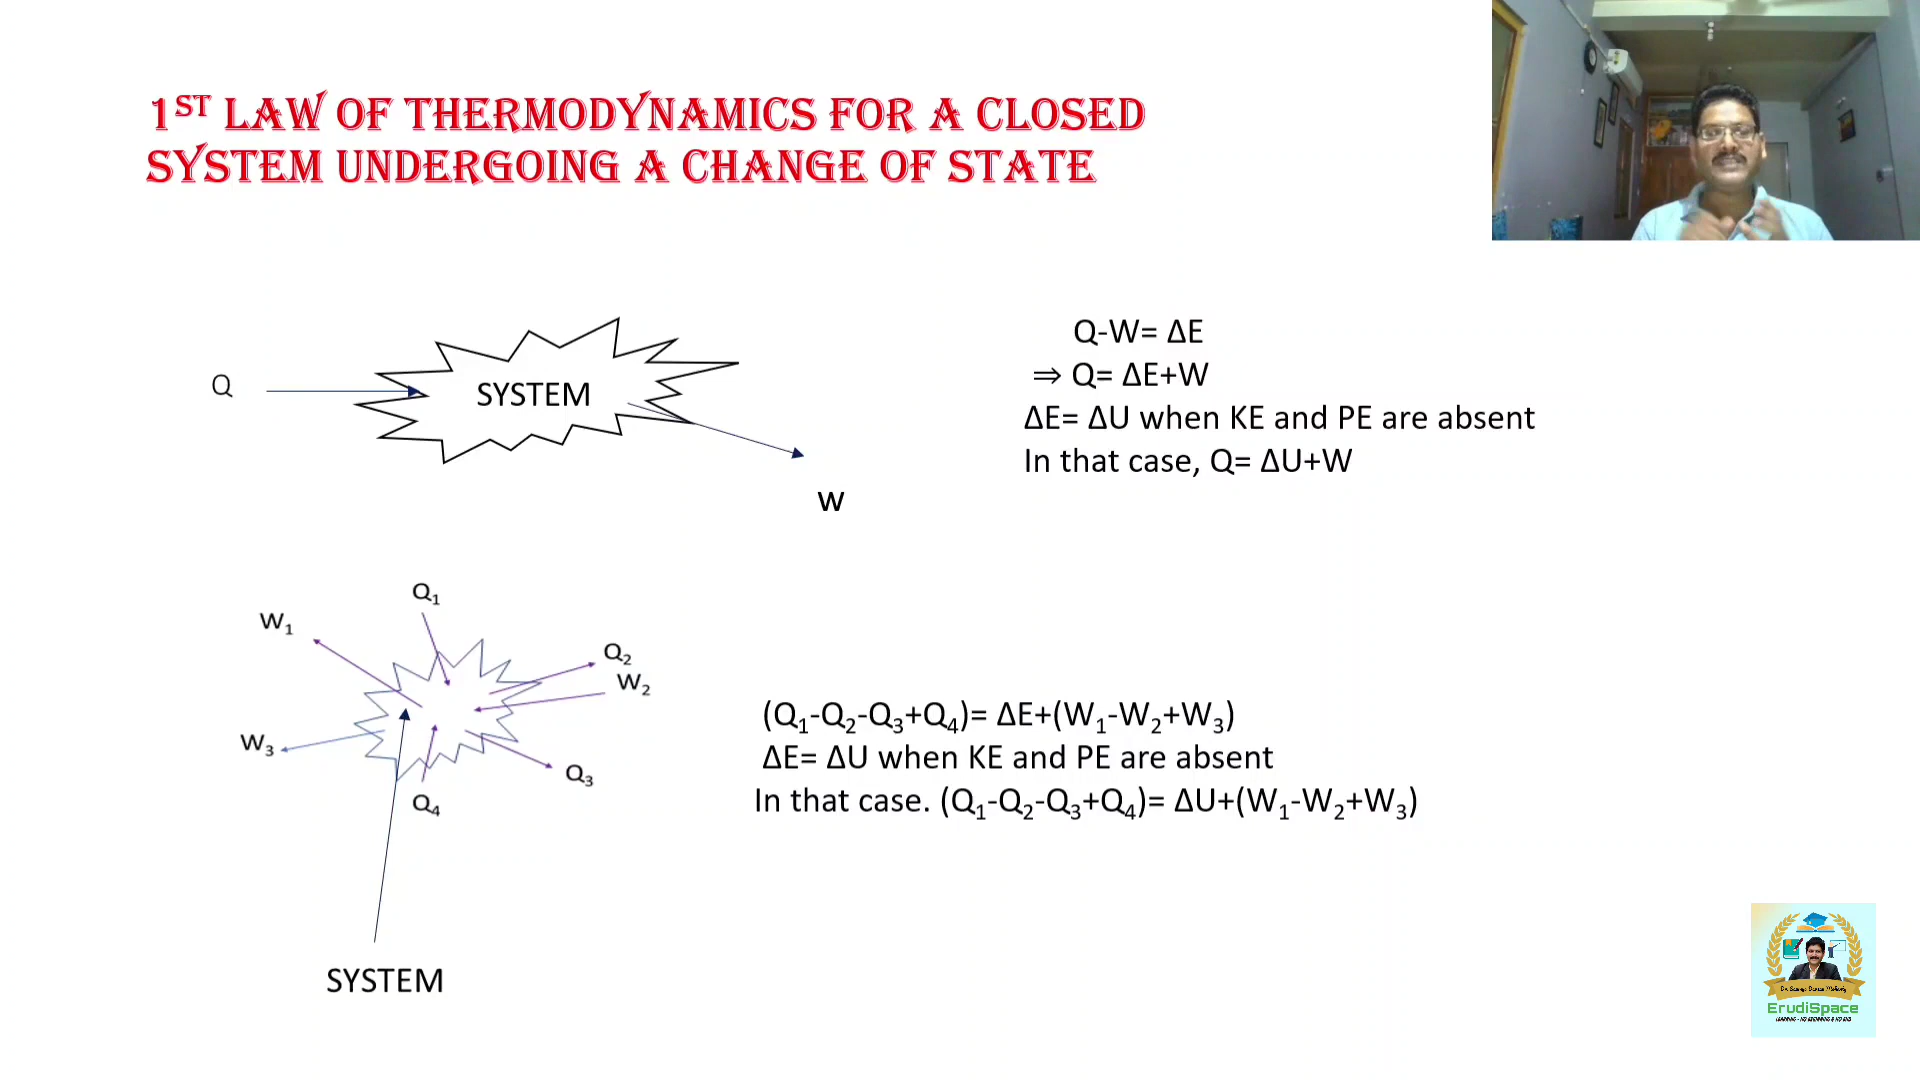 1ST LAW OF THERMODYNAMICS FOR A CLOSED
SYSTEM UNDERGOING A CHANGE OF STATE
Q
SYSTEM
W
Q-W= ΔE
⇒ Q= ΔE+W
ΔE= ΔU when KE and PE are absent
In that case, Q= ΔU+W
Q₁
W₁
Q₂
W₂
W₃
Q₃
Q₄
SYSTEM
(Q₁-Q₂-Q₃+Q₄)= ΔE+(W₁-W₂+W₃)
ΔE= ΔU when KE and PE are absent
In that case. (Q₁-Q₂-Q₃+Q₄)= ΔU+(W₁-W₂+W₃)
ErudiSpace